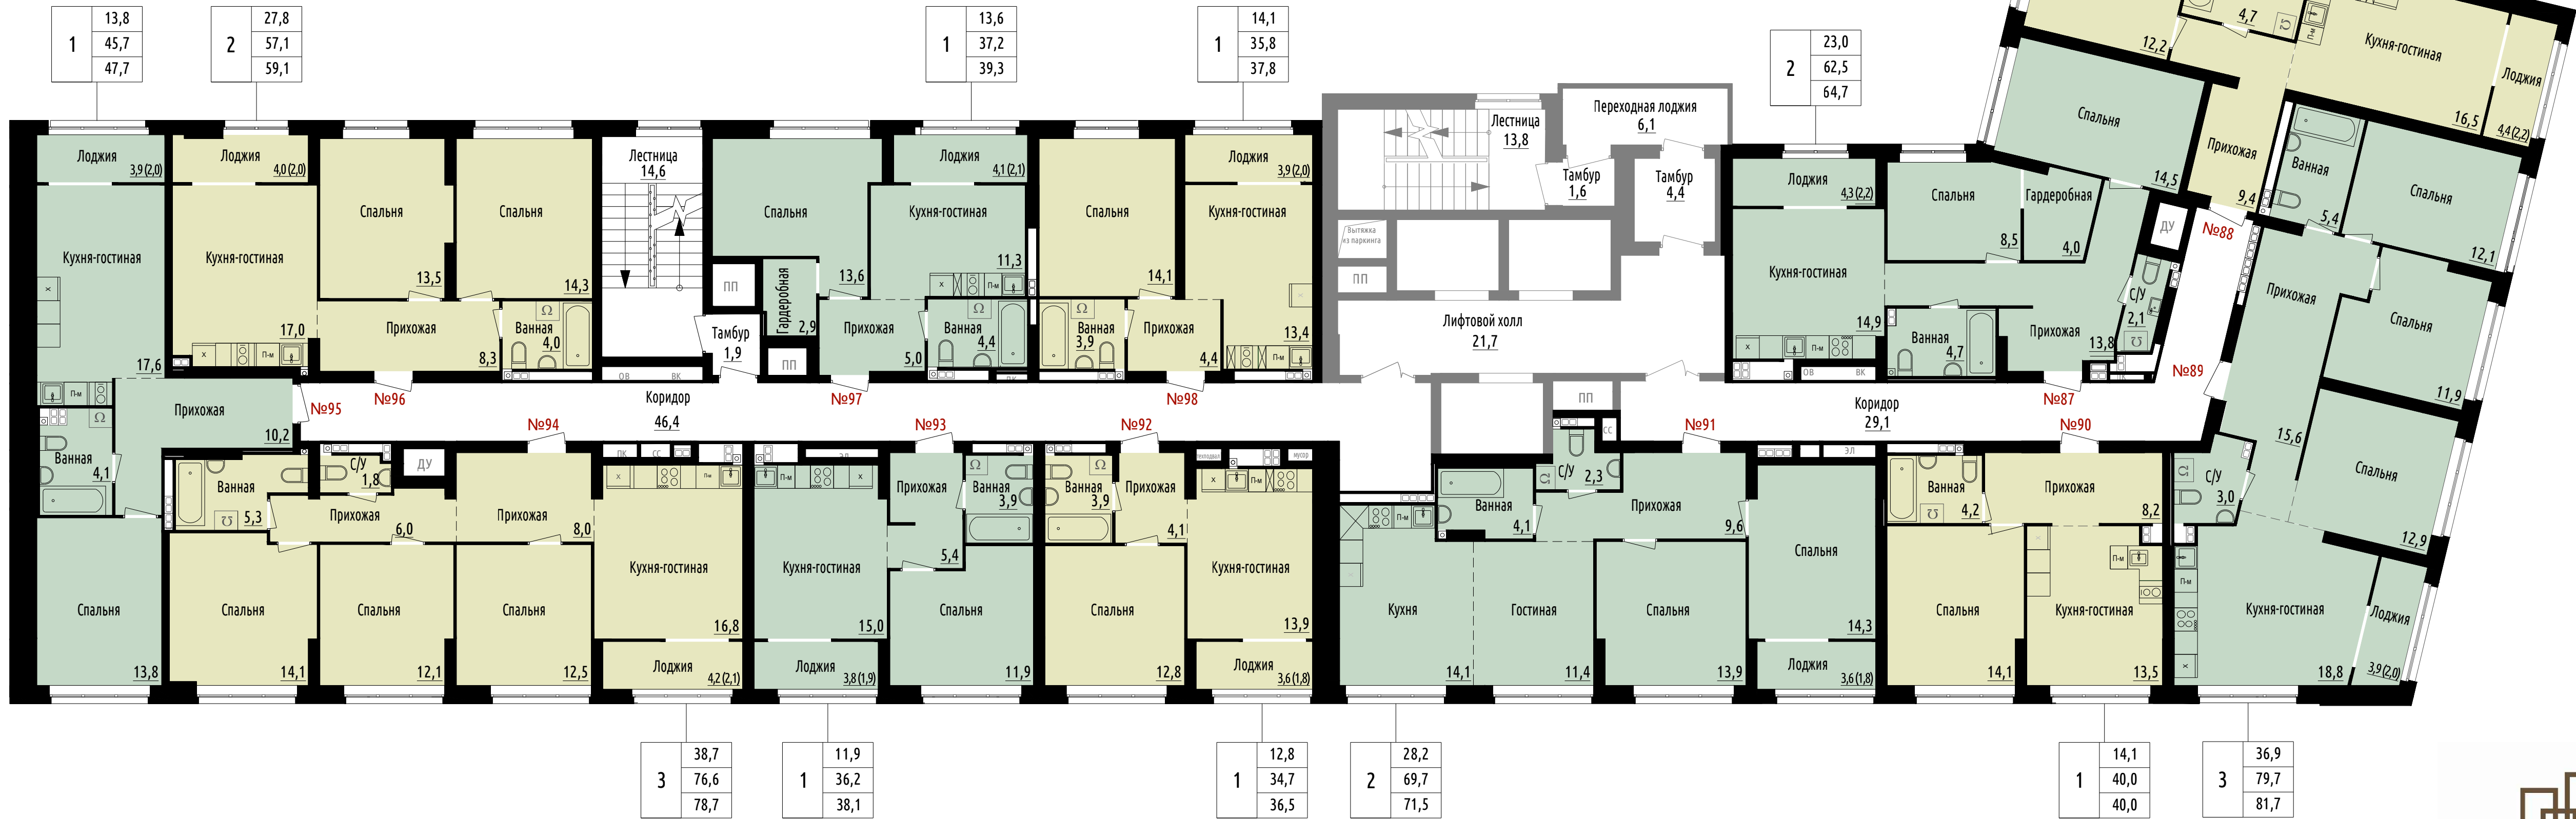 13,8
1
45,7
47,7
27,8
2
57,1
59,1
13,6
1
37,2
39,3
14,1
1
35,8
37,8
23,0
2
62,5
64,7
Лоджия
3,9(2,0)
Кухня-гостиная
17,6
П-м
Х
Прихожая
10,2
№95
Ванная
4,1
Спальня
13,8
Лоджия
4,0(2,0)
Кухня-гостиная
17,0
Х
П-м
Спальня
13,5
Спальня
14,3
Прихожая
8,3
Ванная
4,0
№96
Лестница
14,6
ПП
Тамбур
1,9
ОВ
ВК
Спальня
13,6
Гардеробная
2,9
ПП
Лоджия
4,1(2,1)
Кухня-гостиная
11,3
Х
П-м
Прихожая
5,0
Ванная
4,4
ПК
№97
Спальня
14,1
Лоджия
3,9(2,0)
Кухня-гостиная
13,4
П-м
Ванная
3,9
Прихожая
4,4
№98
Коридор
46,4
Лестница
13,8
Переходная лоджия
6,1
Тамбур
1,6
Тамбур
4,4
Вытяжка
из паркинга
ПП
Лифтовой холл
21,7
ПП
СС
Лоджия
4,3(2,2)
Кухня-гостиная
14,9
Х
П-м
Спальня
8,5
Гардеробная
4,0
Ванная
4,7
Прихожая
13,8
С/У
2,1
ОВ
ВК
ПК
№87
ДУ
№88
№89
Коридор
29,1
4,7
12,2
П-м
Кухня-гостиная
16,5
Лоджия
4,4(2,2)
Спальня
14,5
Прихожая
9,4
Ванная
5,4
Спальня
12,1
Прихожая
15,6
Спальня
11,9
Спальня
12,9
С/У
3,0
П-м
Х
Кухня-гостиная
18,8
Лоджия
3,9(2,0)
№94
Ванная
5,3
С/У
1,8
ДУ
Прихожая
6,0
Прихожая
8,0
Спальня
14,1
Спальня
12,1
Спальня
12,5
ПК
СС
Х
П-м
Кухня-гостиная
16,8
Лоджия
4,2(2,1)
№93
ЭЛ
Х
П-м
Кухня-гостиная
15,0
Лоджия
3,8(1,9)
Прихожая
5,4
Ванная
3,9
Спальня
11,9
№92
Ванная
3,9
Прихожая
4,1
Спальня
12,8
мусор
Х
П-м
Кухня-гостиная
13,9
Лоджия
3,6(1,8)
№91
П-м
Кухня
14,1
Ванная
4,1
С/У
2,3
Гостиная
11,4
Прихожая
9,6
Спальня
13,9
Спальня
14,3
Лоджия
3,6(1,8)
ЭЛ
№90
Ванная
4,2
Прихожая
8,2
Спальня
14,1
П-м
Кухня-гостиная
13,5
38,7
3
76,6
78,7
11,9
1
36,2
38,1
12,8
1
34,7
36,5
28,2
2
69,7
71,5
14,1
1
40,0
40,0
36,9
3
79,7
81,7